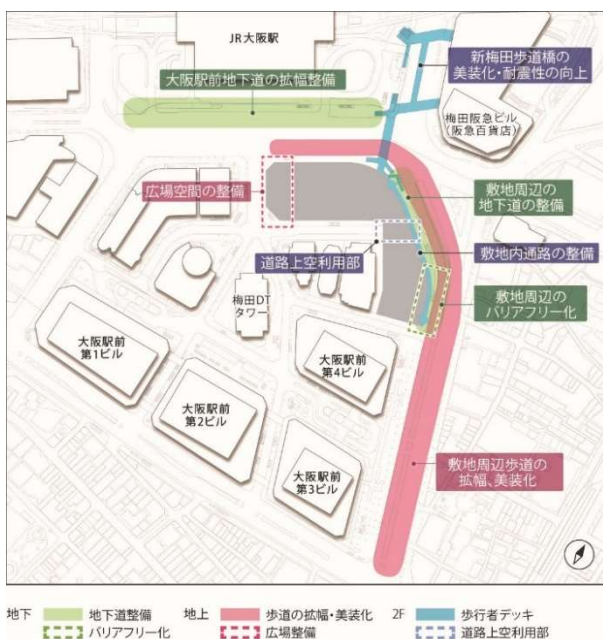 JR大阪駅
新梅田歩道橋の
美装化・耐震性の向上
大阪駅前地下道の拡幅整備
梅田阪急ビル
(阪急百貨店)
広場空間の整備
敷地周辺の
地下道の整備
道路上空利用部
敷地内通路の整備
梅田DT
タワー
敷地周辺の
バリアフリー化
大阪駅前
第1ビル
大阪駅前
第4ビル
大阪駅前
第2ビル
大阪駅前
第3ビル
敷地周辺歩道の
拡幅、美装化
地下 地下道整備 地上 歩道の拡幅・美装化 2F 歩行者デッキ
バリアフリー化 広場整備 道路上空利用部